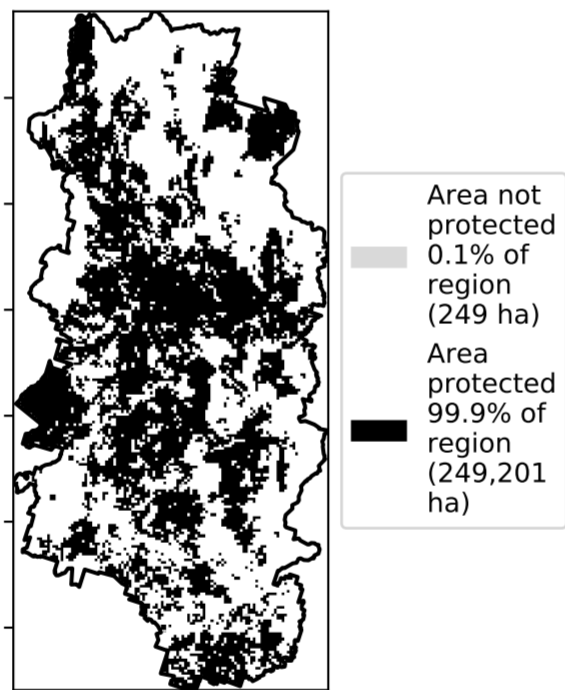 Area not
protected
0.1% of
region
(249 ha)
Area
protected
99.9% of
region
(249,201
ha)